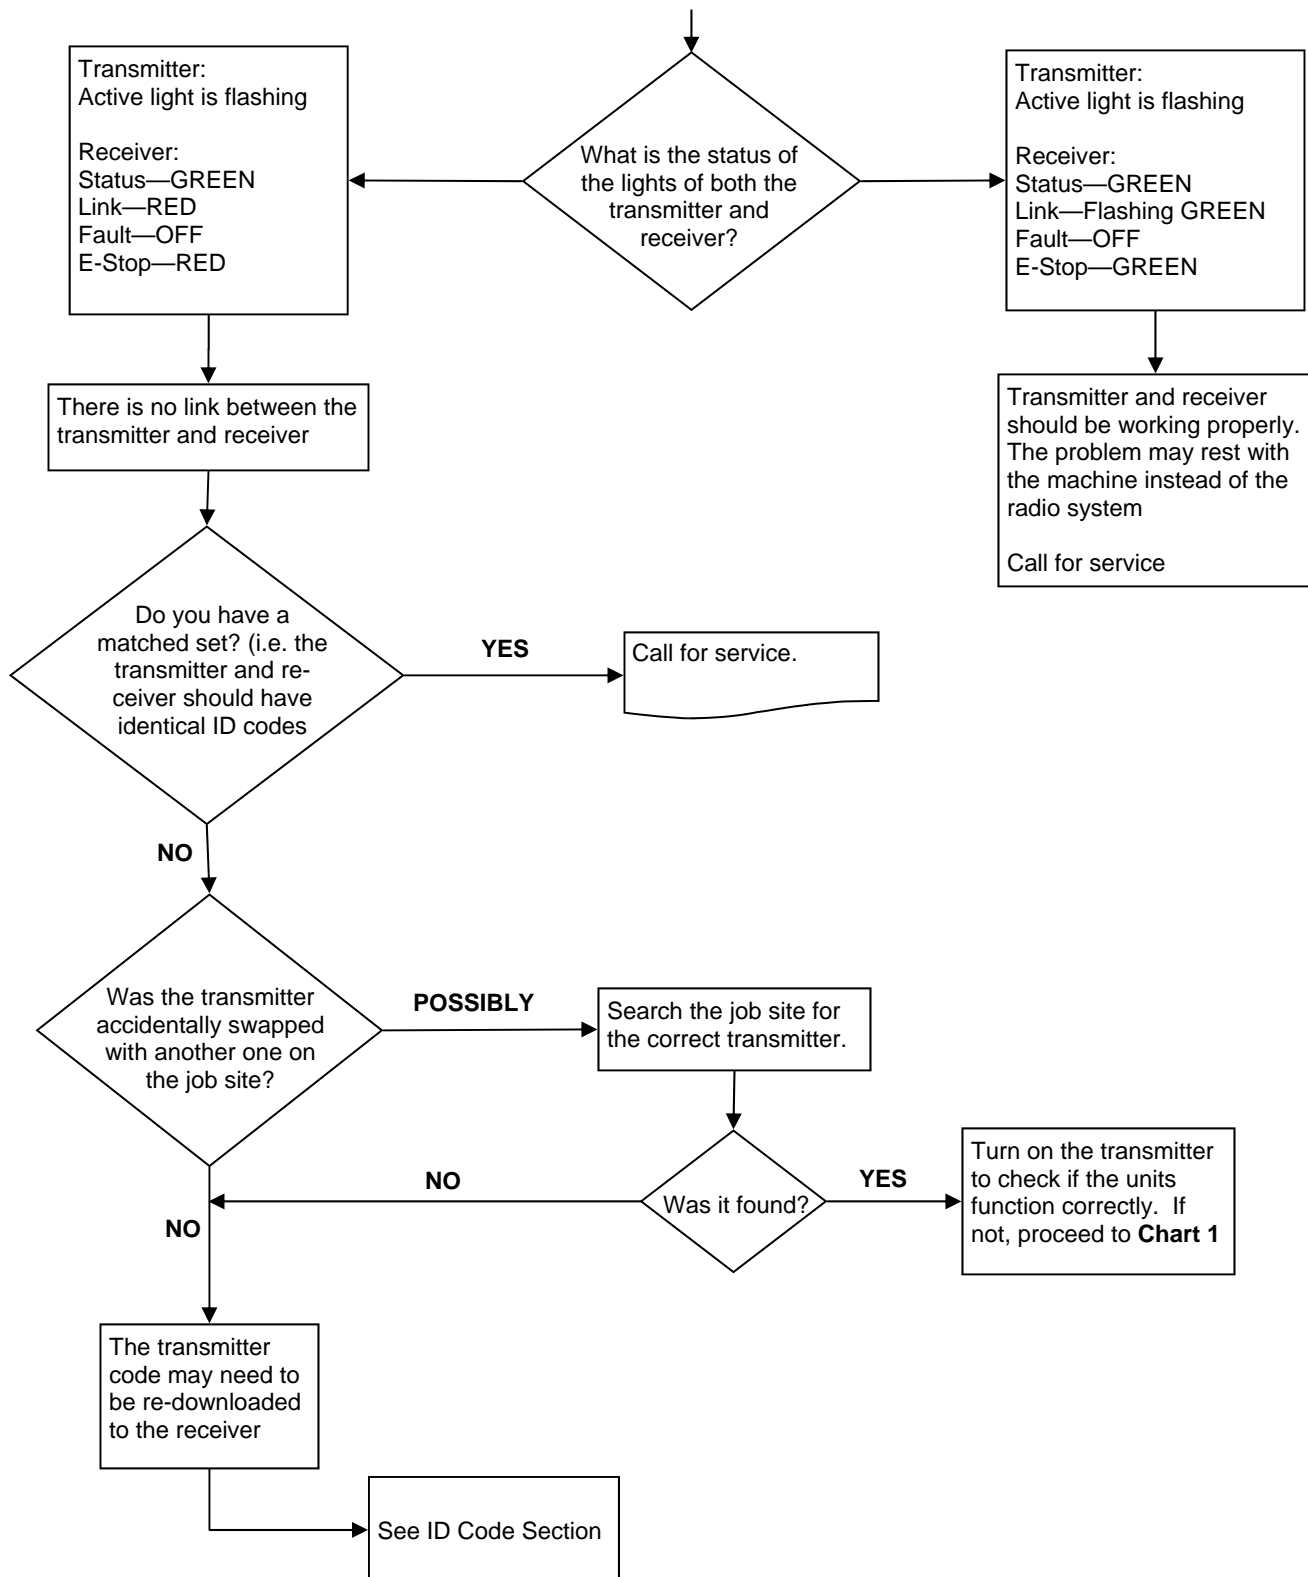 What is the status of
the lights of both the
transmitter and
receiver?
Transmitter:
Active light is flashing
Receiver:
Status—GREEN
Link—RED
Fault—OFF
E-Stop—RED
Transmitter:
Active light is flashing
Receiver:
Status—GREEN
Link—Flashing GREEN
Fault—OFF
E-Stop—GREEN
There is no link between the
transmitter and receiver
Transmitter and receiver
should be working properly.
The problem may rest with
the machine instead of the
radio system
Call for service
Do you have a
matched set? (i.e. the
transmitter and re-
ceiver should have
identical ID codes
YES
Call for service.
NO
Was the transmitter
accidentally swapped
with another one on
the job site?
POSSIBLY
Search the job site for
the correct transmitter.
Was it found?
YES
Turn on the transmitter
to check if the units
function correctly.  If
not, proceed to Chart 1
NO
NO
The transmitter
code may need to
be re-downloaded
to the receiver
See ID Code Section